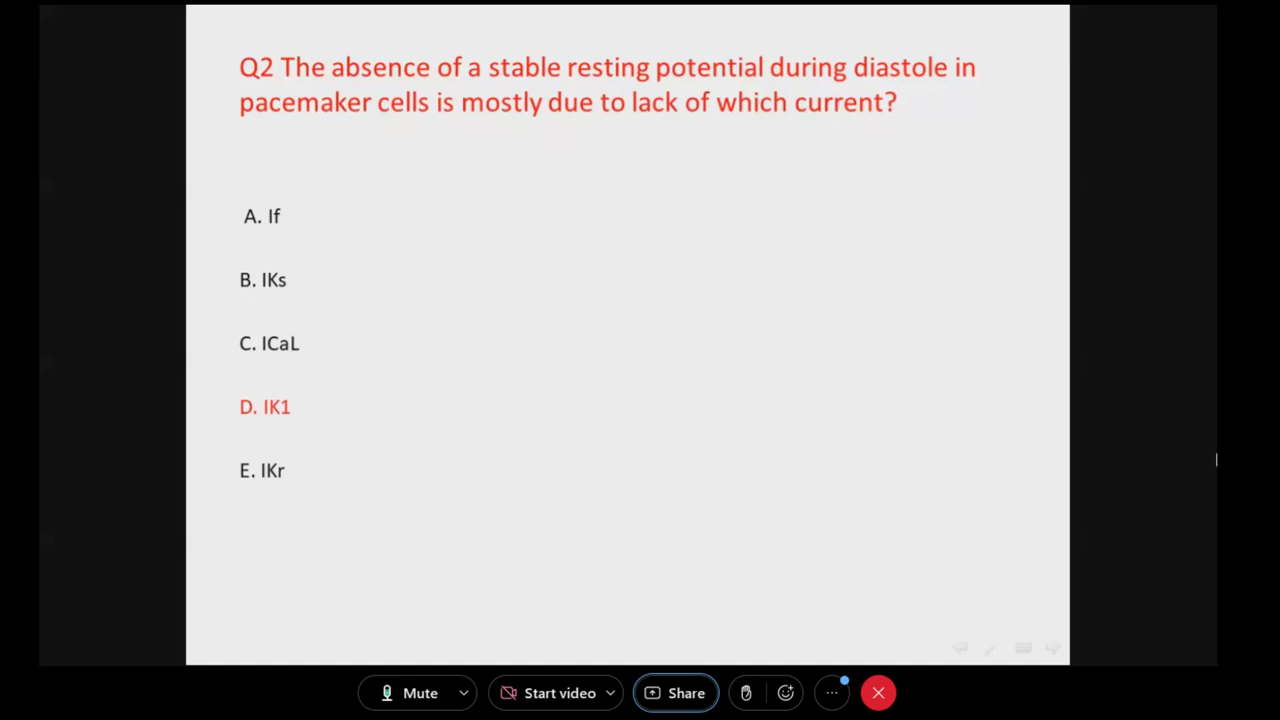 Q2 The absence of a stable resting potential during diastole in
pacemaker cells is mostly due to lack of which current?
A. If
B. IKs
C. ICaL
D. IK1
E. IKr
Mute
Start video
Share